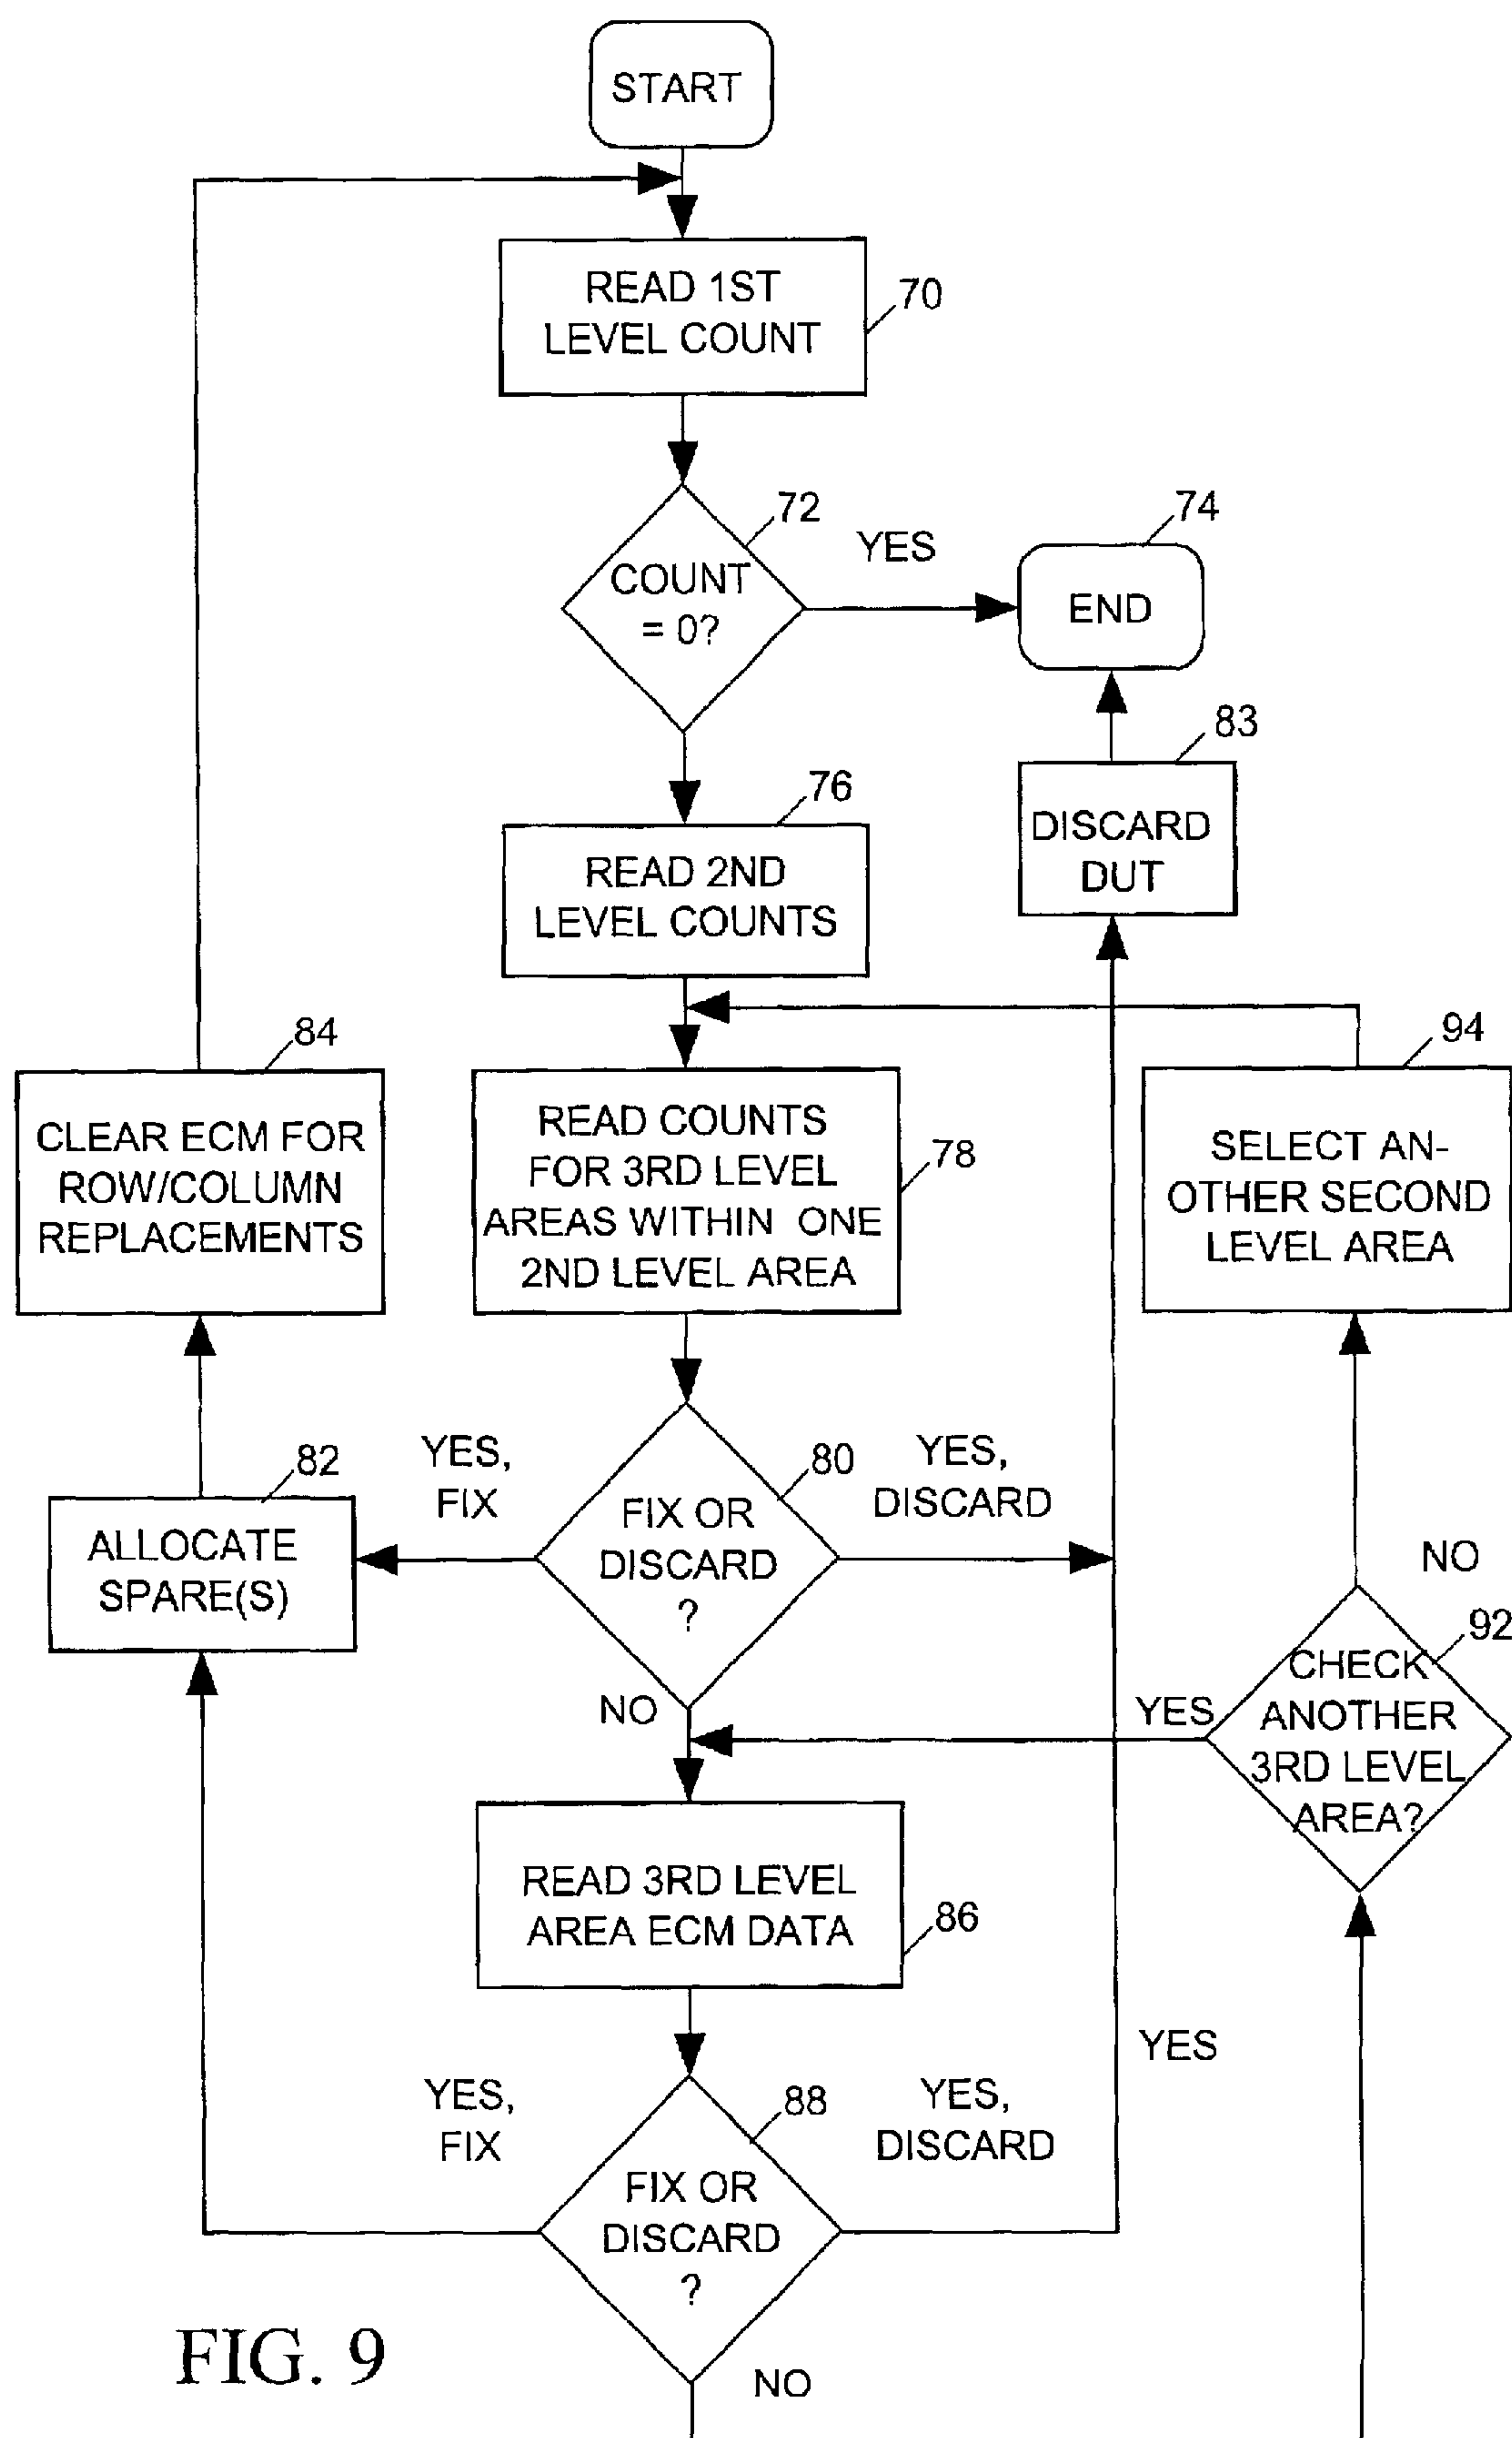 START
READ 1ST
LEVEL COUNT
70
72
COUNT
= 0?
YES
74
END
83
DISCARD
DUT
76
READ 2ND
LEVEL COUNTS
84
CLEAR ECM FOR
ROW/COLUMN
REPLACEMENTS
READ COUNTS
FOR 3RD LEVEL
AREAS WITHIN ONE
2ND LEVEL AREA
78
94
SELECT AN-
OTHER SECOND
LEVEL AREA
YES,
FIX
80
FIX OR
DISCARD
?
YES,
DISCARD
82
ALLOCATE
SPARE(S)
NO
NO
92
CHECK
ANOTHER
3RD LEVEL
AREA?
YES
READ 3RD LEVEL
AREA ECM DATA
86
YES
YES,
FIX
88
FIX OR
DISCARD
?
YES,
DISCARD
NO
FIG. 9